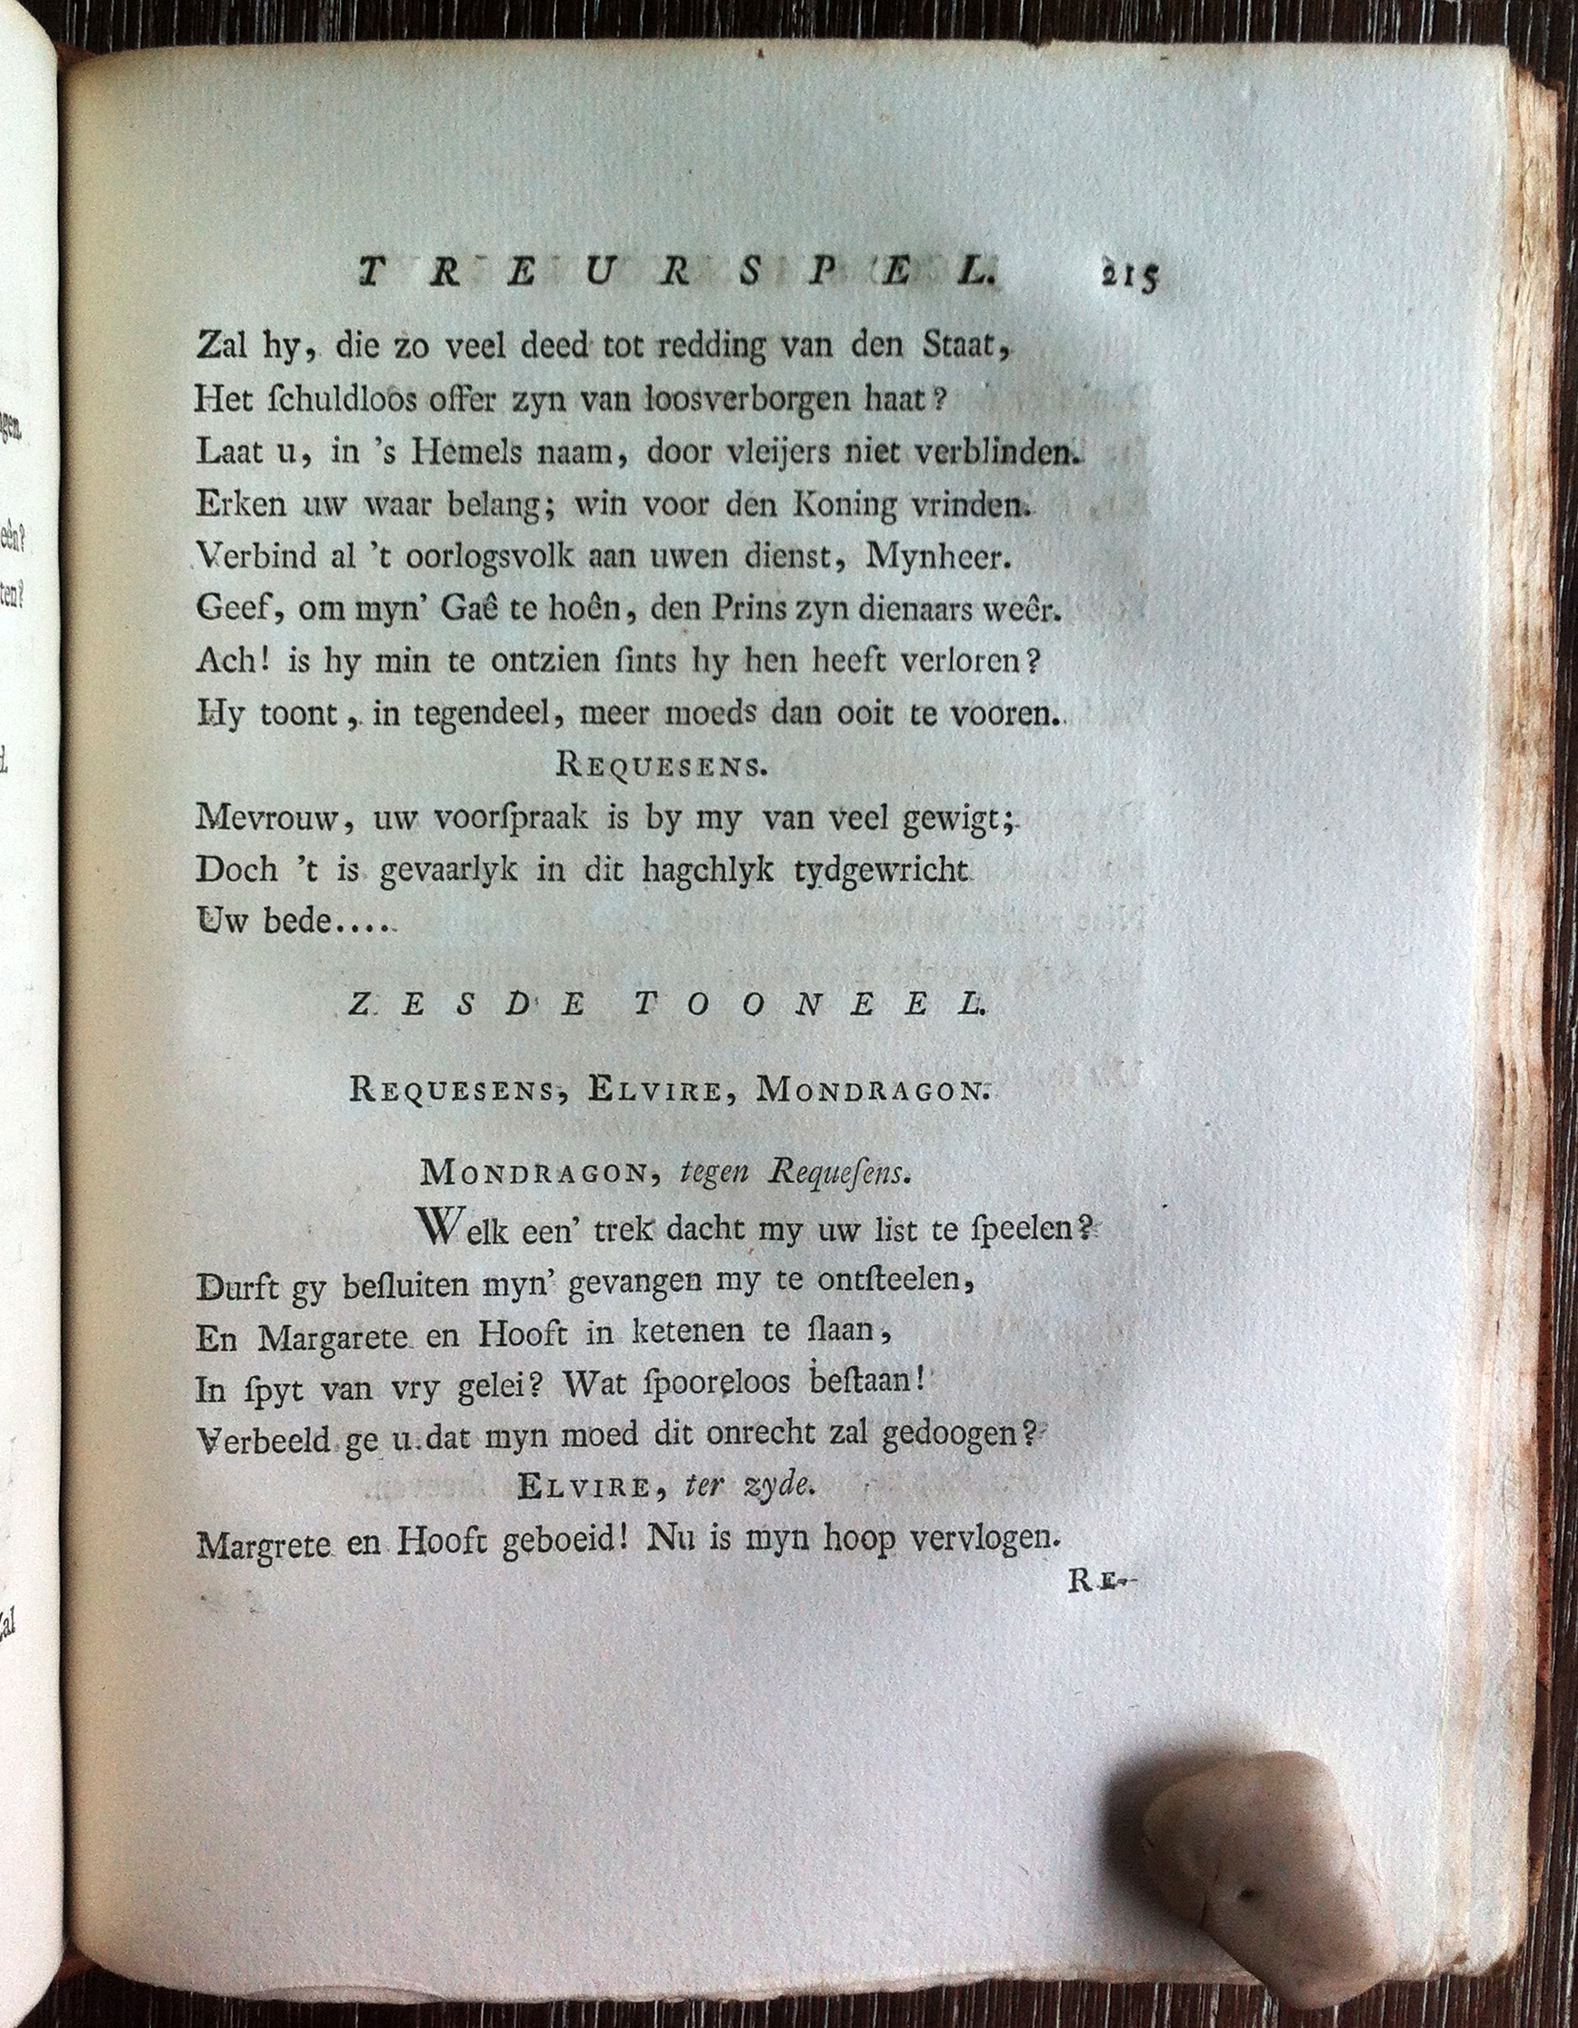 TREURSPEL. 215
Zal hy, die zo veel deed tot redding van den Staat,
Het ſchuldloos offer zyn van loosverborgen haat?
Laat u, in 's Hemels naam, door vleijers niet verblinden.
Erken uw waar belang; win voor den Koning vrinden.
Verbind al 't oorlogsvolk aan uwen dienst, Mynheer.
Geef, om myn' Gaê te hoên, den Prins zyn dienaars weêr.
Ach! is hy min te ontzien ſints hy hen heeft verloren?
Hy toont, in tegendeel, meer moeds dan ooit te vooren.
REQUESENS.
Mevrouw, uw voorſpraak is by my van veel gewigt;
Doch 't is gevaarlyk in dit hagchlyk tydgewricht
Uw bede.....
ZESDE TOONEEL.
REQUESENS, ELVIRE, MONDRAGON.
MONDRAGON, tegen Requeſens.
Welk een' trek dacht my uw list te ſpeelen?
Durft gy beſluiten myn' gevangen my te ontſteelen,
En Margarete en Hooft in ketenen te ſlaan,
In ſpyt van vry gelei? Wat ſpooreloos beſtaan!
Verbeeld ge u dat myn moed dit onrecht zal gedoogen?
ELVIRE, ter zyde.
Margrete en Hooft geboeid! Nu is myn hoop vervlogen.
RE-